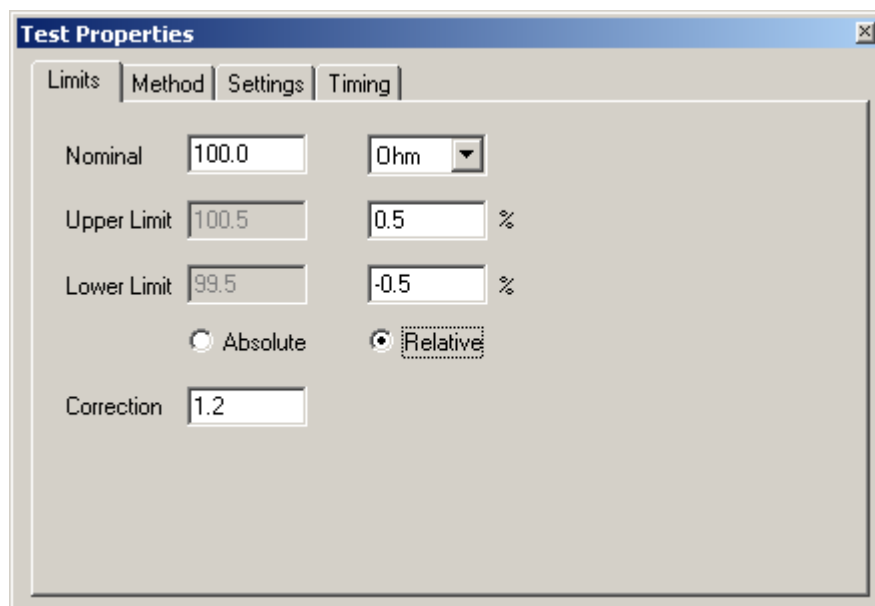 Test Properties
Limits Method Settings Timing
Nominal 100.0 Ohm
Upper Limit 100.5 0.5 %
Lower Limit 99.5 -0.5 %
Absolute Relative
Correction 1.2